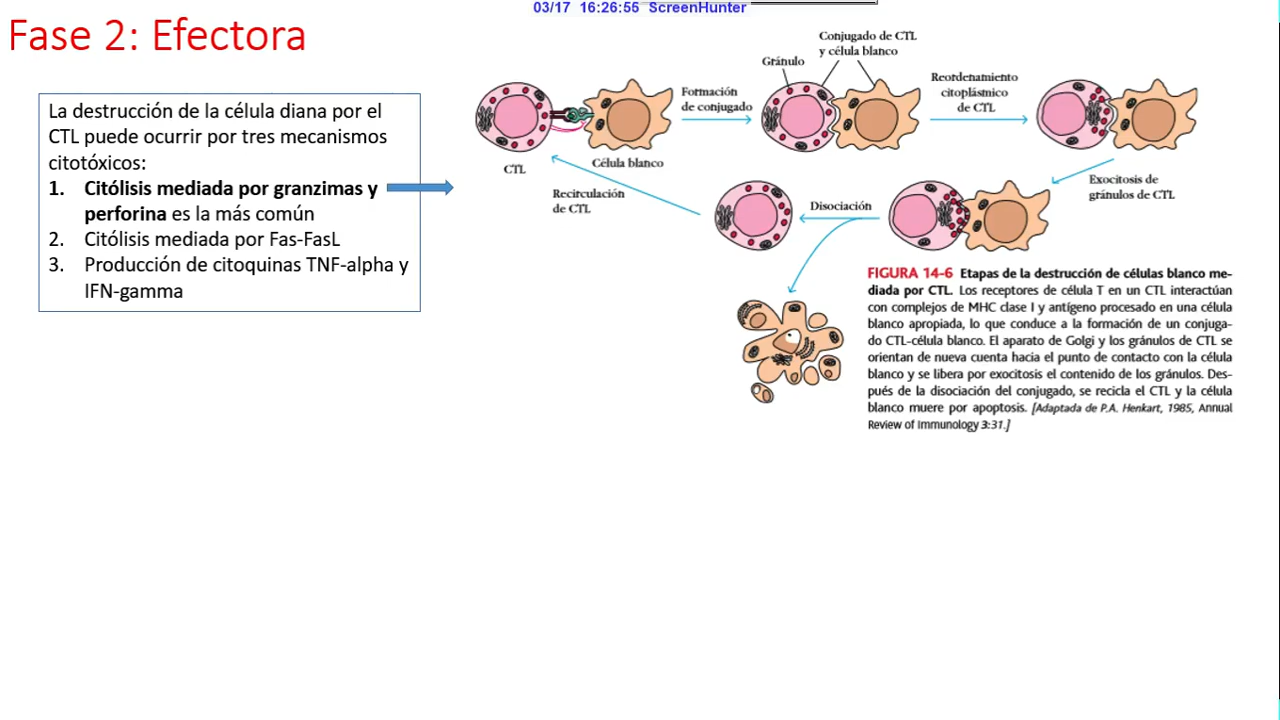 03/17 16:26:55 ScreenHunter
Fase 2: Efectora
La destrucción de la célula diana por el
CTL puede ocurrir por tres mecanismos
citotóxicos:
1. Citólisis mediada por granzimas y
perforina es la más común
2. Citólisis mediada por Fas-FasL
3. Producción de citoquinas TNF-alpha y
IFN-gamma
Conjugado de CTL
y célula blanco
Gránulo
Formación
de conjugado
Reordenamiento
citoplásmico
de CTL
CTL
Célula blanco
Recirculación
de CTL
Disociación
Exocitosis de
gránulos de CTL
FIGURA 14-6 Etapas de la destrucción de células blanco me-
diada por CTL. Los receptores de célula T en un CTL interactúan
con complejos de MHC clase I y antígeno procesado en una célula
blanco apropiada, lo que conduce a la formación de un conjuga-
do CTL-célula blanco. El aparato de Golgi y los gránulos de CTL se
orientan de nueva cuenta hacia el punto de contacto con la célula
blanco y se libera por exocitosis el contenido de los gránulos. Des-
pués de la disociación del conjugado, se recicla el CTL y la célula
blanco muere por apoptosis. [Adaptada de P.A. Henkart, 1985, Annual
Review of Immunology 3:31.]